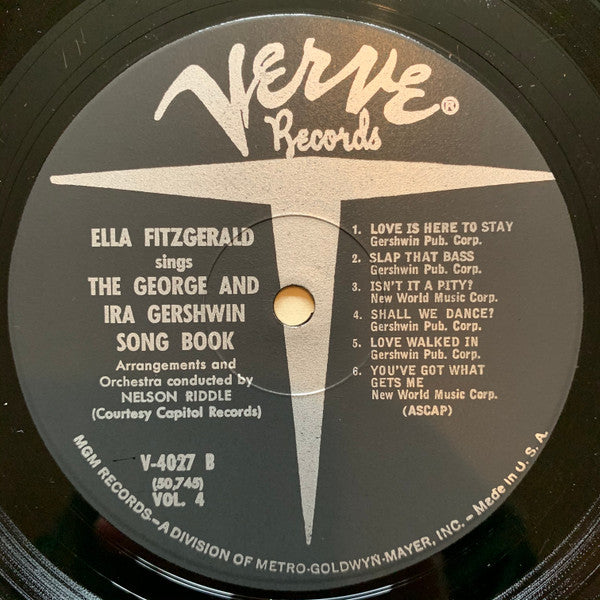 VERVE®
Records
ELLA FITZGERALD
sings
THE GEORGE AND
IRA GERSHWIN
SONG BOOK
Arrangements and
Orchestra conducted by
NELSON RIDDLE
(Courtesy Capitol Records)
V-4027 B
(50,745)
VOL. 4
1. LOVE IS HERE TO STAY
Gershwin Pub. Corp.
2. SLAP THAT BASS
Gershwin Pub. Corp.
3. ISN'T IT A PITY?
New World Music Corp.
4. SHALL WE DANCE?
Gershwin Pub. Corp.
5. LOVE WALKED IN
Gershwin Pub. Corp.
6. YOU'VE GOT WHAT
GETS ME
New World Music Corp.
(ASCAP)
MGM RECORDS—A DIVISION OF METRO-GOLDWYN-MAYER, INC. – Made in U. S. A.